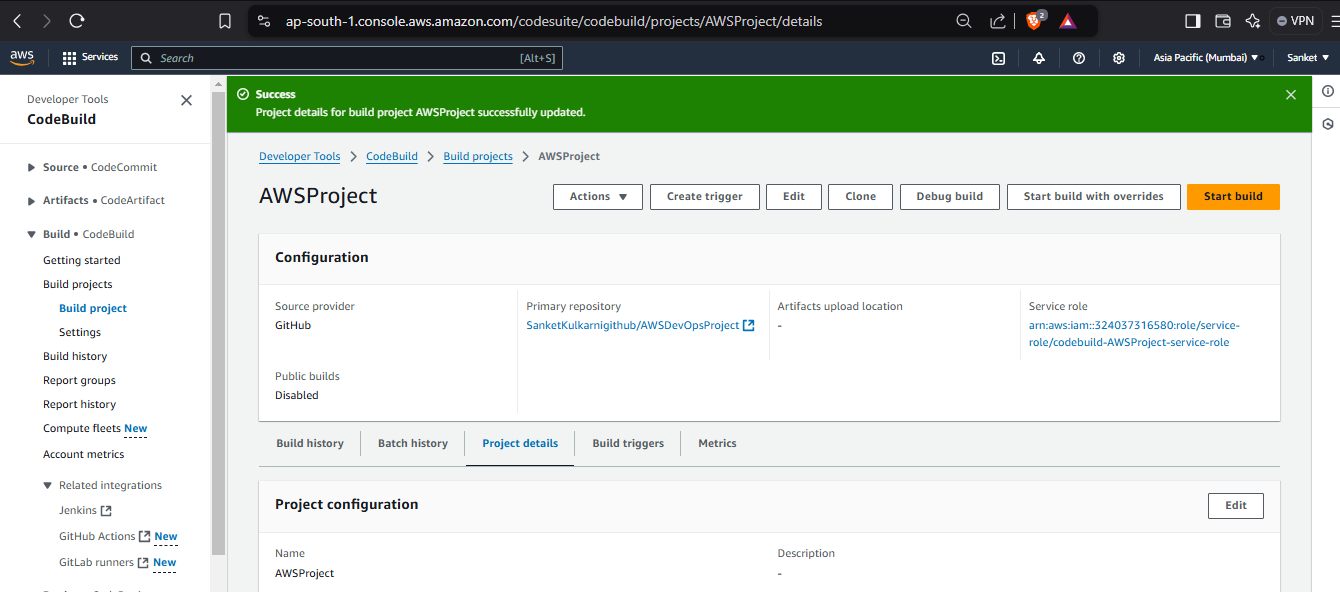 ap-south-1.console.aws.amazon.com/codesuite/codebuild/projects/AWSProject/details
2
VPN
aws
Services
Search
[Alt+S]
Asia Pacific (Mumbai)
Sanket
Developer Tools
CodeBuild
Source • CodeCommit
Artifacts • CodeArtifact
Build • CodeBuild
Getting started
Build projects
Build project
Settings
Build history
Report groups
Report history
Compute fleets New
Account metrics
Related integrations
Jenkins
GitHub Actions New
GitLab runners New
Success
Project details for build project AWSProject successfully updated.
Developer Tools > CodeBuild > Build projects > AWSProject
AWSProject
Actions
Create trigger
Edit
Clone
Debug build
Start build with overrides
Start build
Configuration
Source provider
GitHub
Primary repository
SanketKulkarnigithub/AWSDevOpsProject
Artifacts upload location
-
Service role
arn:aws:iam::324037316580:role/service-
role/codebuild-AWSProject-service-role
Public builds
Disabled
Build history
Batch history
Project details
Build triggers
Metrics
Project configuration
Edit
Name
AWSProject
Description
-